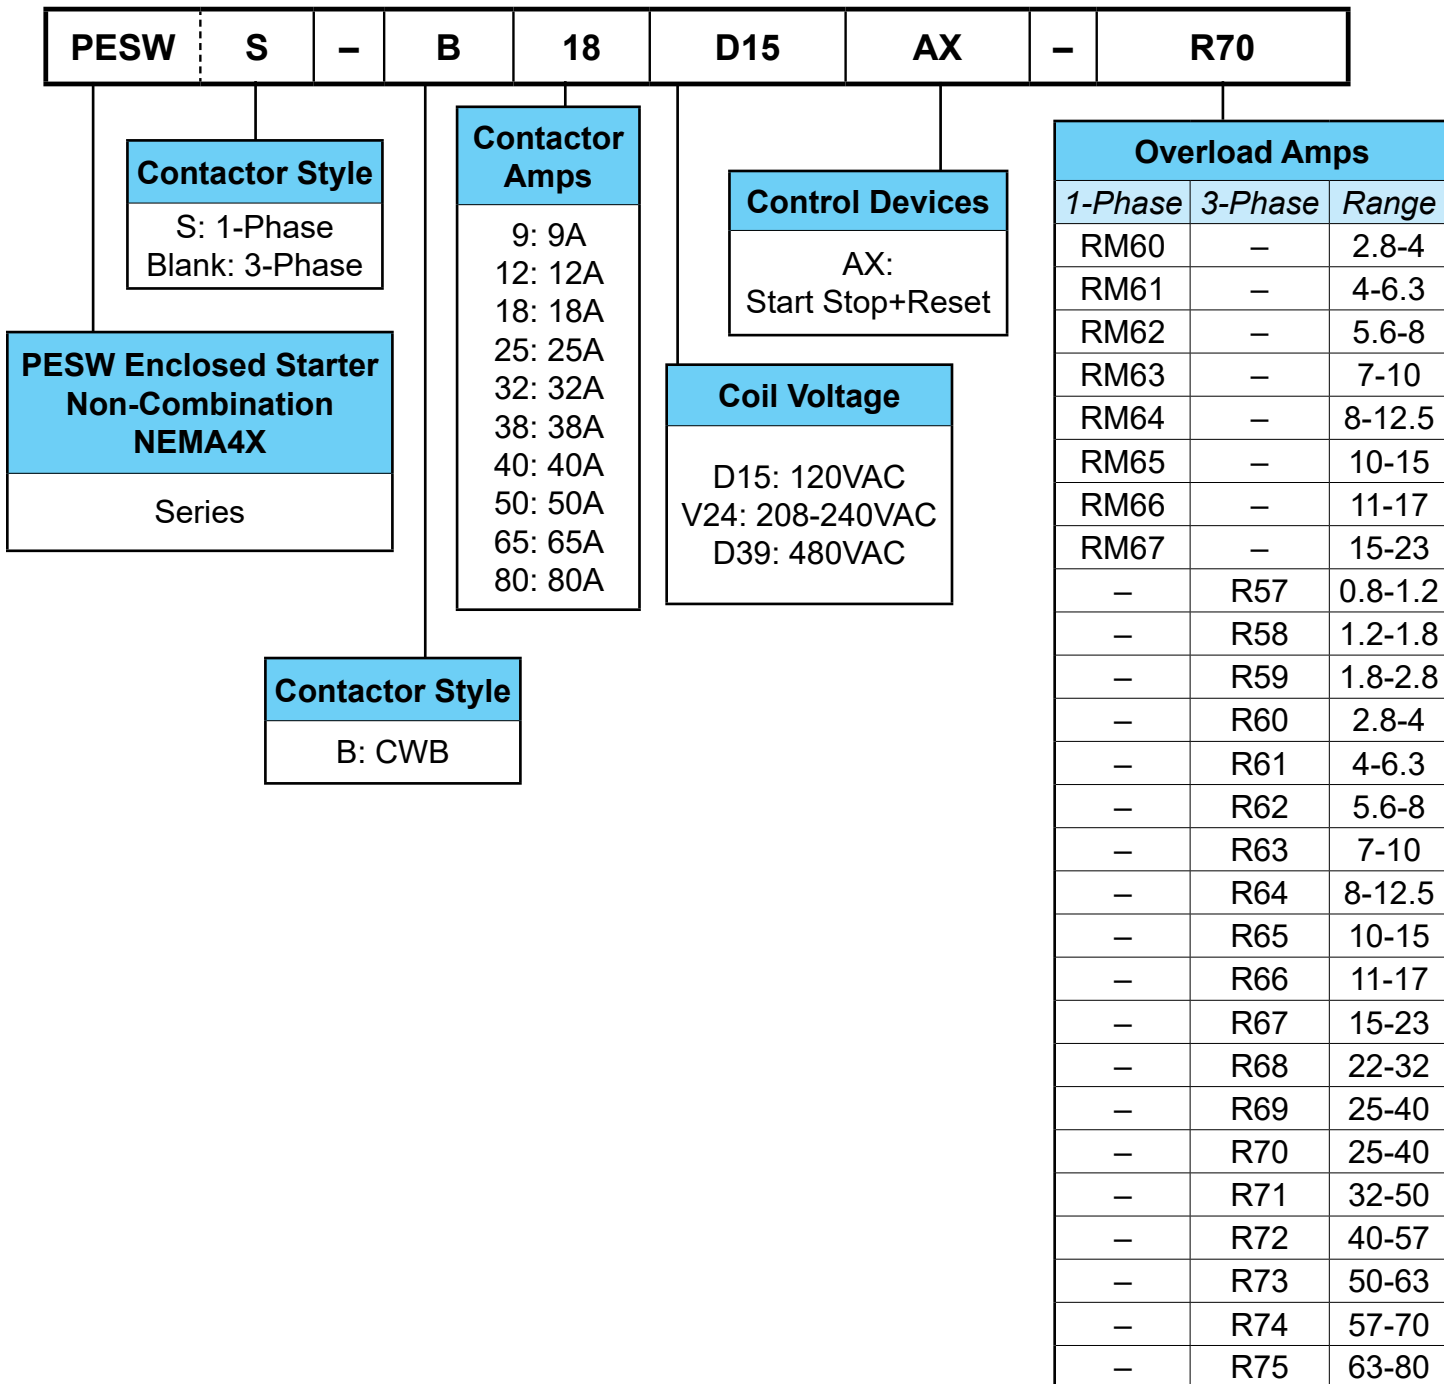 PESW S – B 18 D15 AX – R70
Contactor Style
S: 1-Phase
Blank: 3-Phase
PESW Enclosed Starter
Non-Combination
NEMA4X
Series
Contactor Style
B: CWB
Contactor
Amps
9: 9A
12: 12A
18: 18A
25: 25A
32: 32A
38: 38A
40: 40A
50: 50A
65: 65A
80: 80A
Coil Voltage
D15: 120VAC
V24: 208-240VAC
D39: 480VAC
Control Devices
AX:
Start Stop+Reset
Overload Amps
1-Phase 3-Phase Range
RM60 – 2.8-4
RM61 – 4-6.3
RM62 – 5.6-8
RM63 – 7-10
RM64 – 8-12.5
RM65 – 10-15
RM66 – 11-17
RM67 – 15-23
– R57 0.8-1.2
– R58 1.2-1.8
– R59 1.8-2.8
– R60 2.8-4
– R61 4-6.3
– R62 5.6-8
– R63 7-10
– R64 8-12.5
– R65 10-15
– R66 11-17
– R67 15-23
– R68 22-32
– R69 25-40
– R70 25-40
– R71 32-50
– R72 40-57
– R73 50-63
– R74 57-70
– R75 63-80